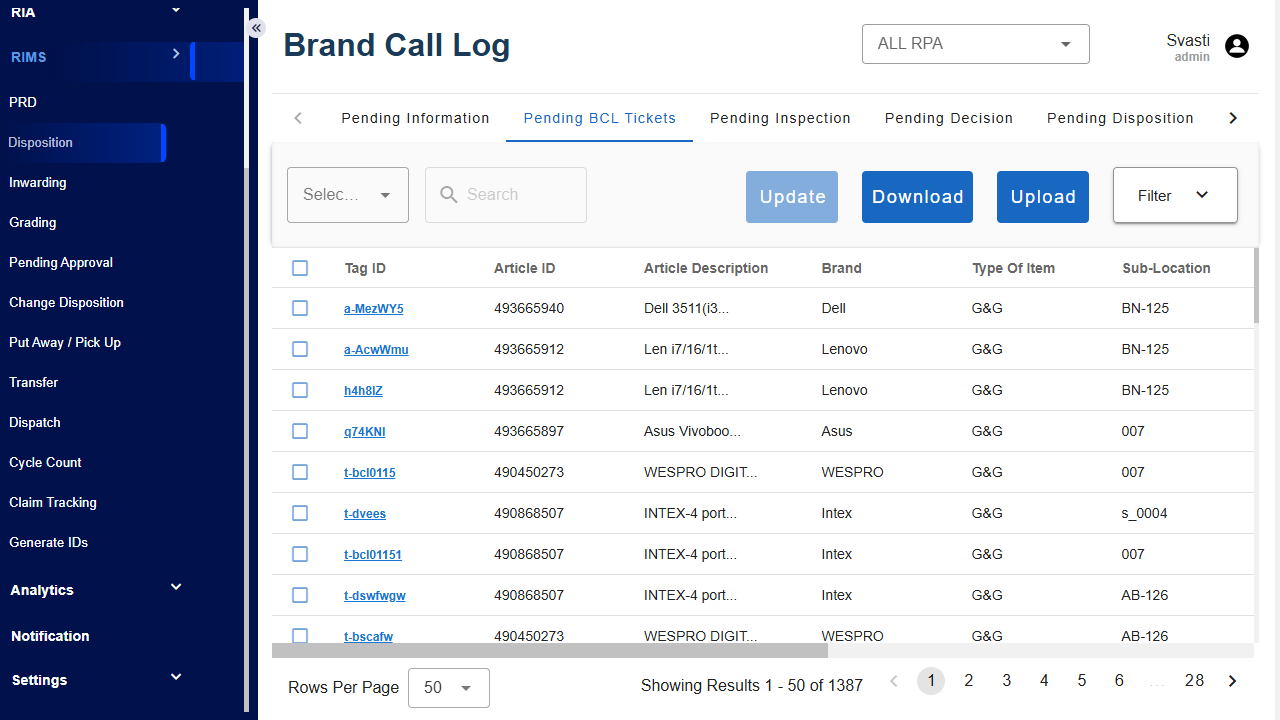 RIA
RIMS
PRD
Disposition
Inwarding
Grading
Pending Approval
Change Disposition
Put Away / Pick Up
Transfer
Dispatch
Cycle Count
Claim Tracking
Generate IDs
Analytics
Notification
Settings
Brand Call Log
ALL RPA
Svasti
admin
Pending Information Pending BCL Tickets Pending Inspection Pending Decision Pending Disposition
Selec... Search Update Download Upload Filter
Tag ID Article ID Article Description Brand Type Of Item Sub-Location
a-MezWY5 493665940 Dell 3511(i3... Dell G&G BN-125
a-AcwWmu 493665912 Len i7/16/1t... Lenovo G&G BN-125
h4h8IZ 493665912 Len i7/16/1t... Lenovo G&G BN-125
q74KNI 493665897 Asus Vivoboo... Asus G&G 007
t-bcl0115 490450273 WESPRO DIGIT... WESPRO G&G 007
t-dvees 490868507 INTEX-4 port... Intex G&G s_0004
t-bcl01151 490868507 INTEX-4 port... Intex G&G 007
t-dswfwgw 490868507 INTEX-4 port... Intex G&G AB-126
t-bscafw 490450273 WESPRO DIGIT... WESPRO G&G AB-126
Rows Per Page 50 Showing Results 1 - 50 of 1387 1 2 3 4 5 6 ... 28